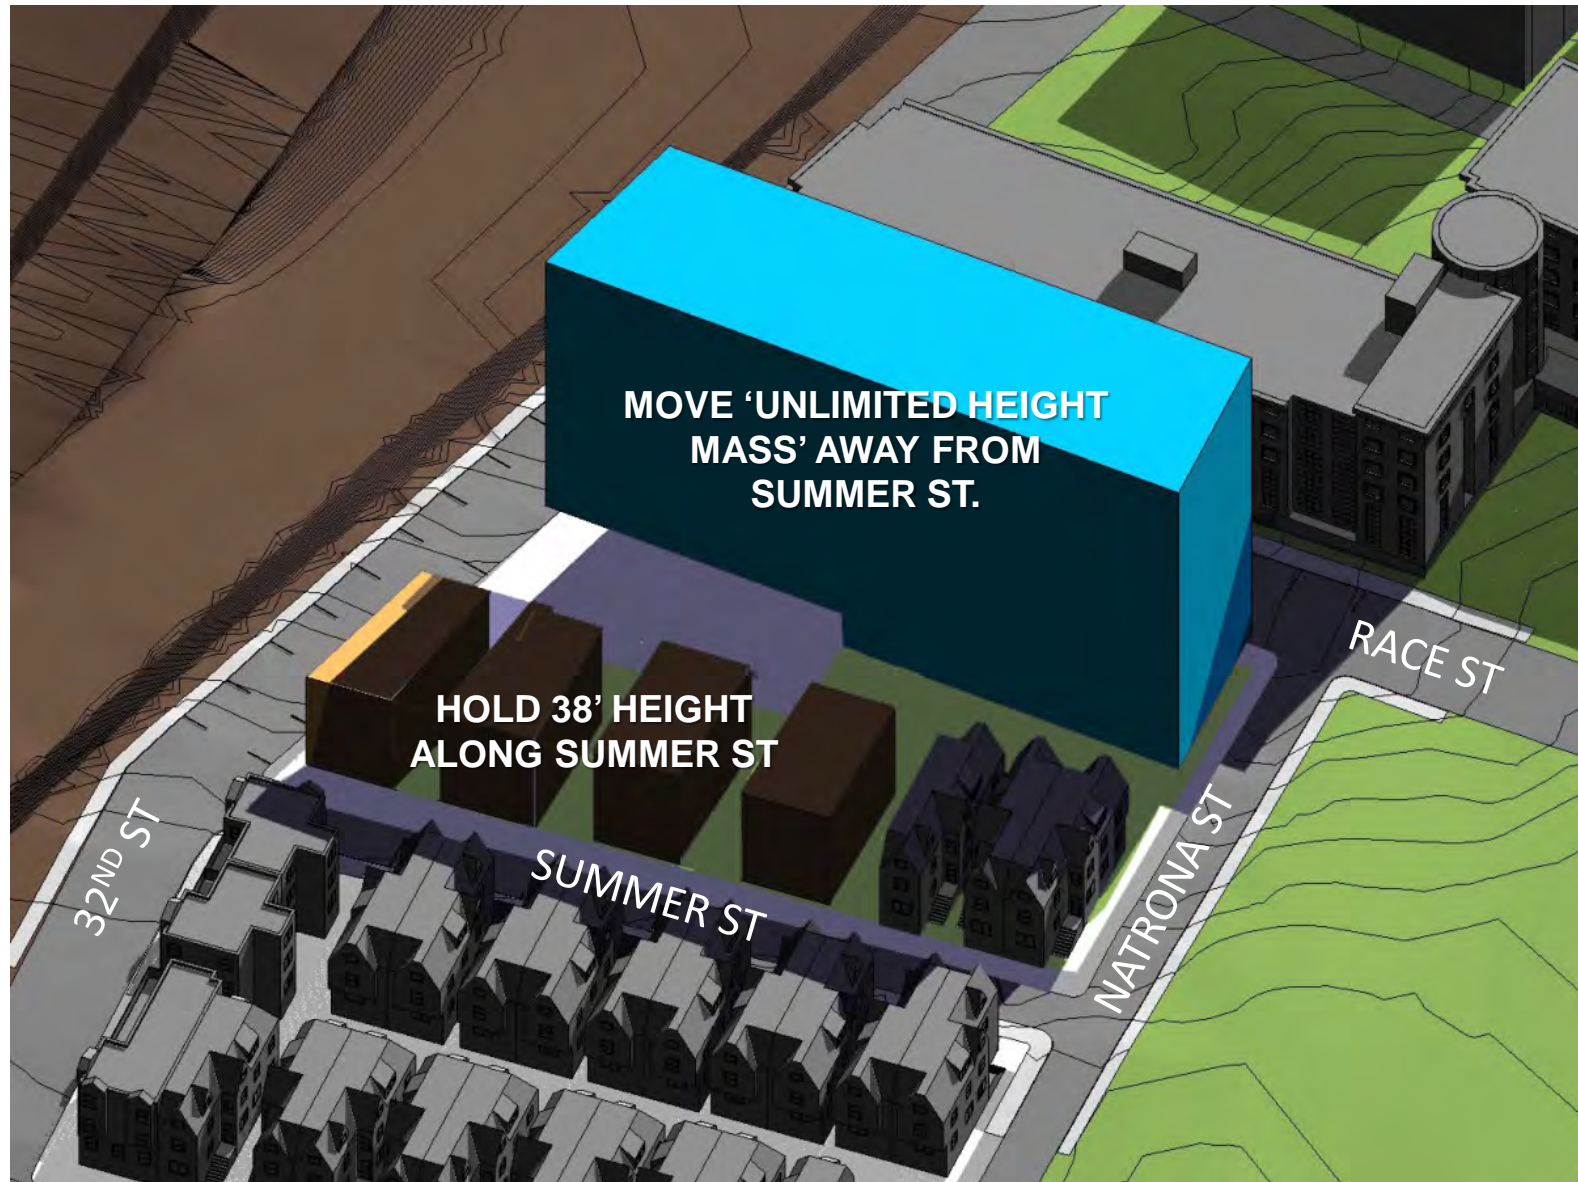 MOVE ‘UNLIMITED HEIGHT
MASS’ AWAY FROM
SUMMER ST.
RACE ST
HOLD 38’ HEIGHT
ALONG SUMMER ST
32ND ST
SUMMER ST
NATRONA ST